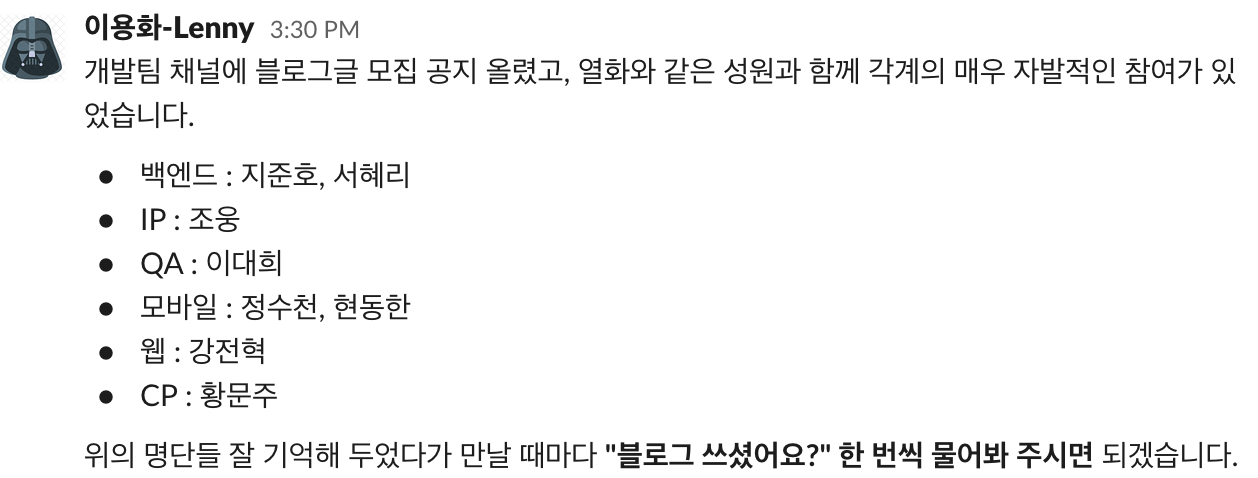 이용화-Lenny 3:30 PM
개발팀 채널에 블로그글 모집 공지 올렸고, 열화와 같은 성원과 함께 각계의 매우 자발적인 참여가 있
었습니다.
● 백엔드 : 지준호, 서혜리
● IP : 조웅
● QA : 이대희
● 모바일 : 정수천, 현동한
● 웹 : 강전혁
● CP : 황문주
위의 명단들 잘 기억해 두었다가 만날 때마다 "블로그 쓰셨어요?" 한 번씩 물어봐 주시면 되겠습니다.